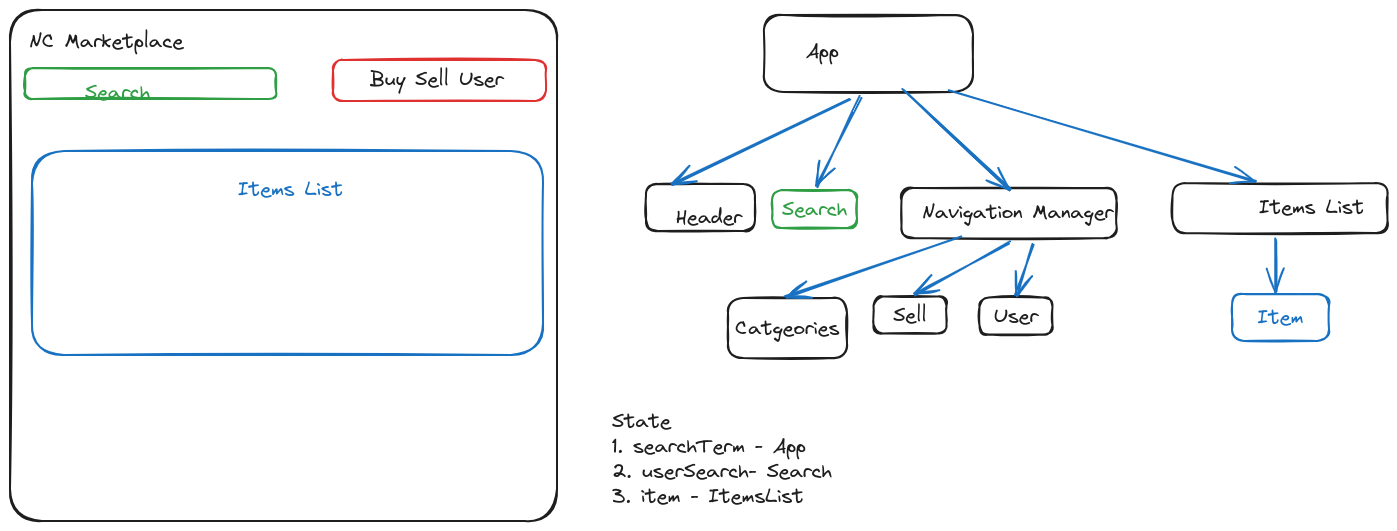 NC Marketplace
Search
Buy Sell User
Items List
App
Header
Search
Navigation Manager
Items List
Catgeories
Sell
User
Item
State
1. searchTerm - App
2. userSearch- Search
3. item - ItemsList